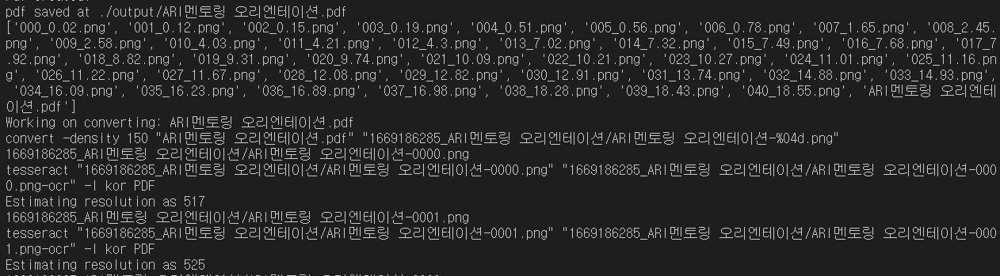 pdf saved at ./output/ARI멘토링 오리엔테이션.pdf
['000_0.02.png', '001_0.12.png', '002_0.15.png', '003_0.19.png', '004_0.51.png', '005_0.56.png', '006_0.78.png', '007_1.65.png', '008_2.45.
png', '009_2.58.png', '010_4.03.png', '011_4.21.png', '012_4.3.png', '013_7.02.png', '014_7.32.png', '015_7.49.png', '016_7.68.png', '017_7
.92.png', '018_8.82.png', '019_9.31.png', '020_9.74.png', '021_10.09.png', '022_10.21.png', '023_10.27.png', '024_11.01.png', '025_11.16.pn
g', '026_11.22.png', '027_11.67.png', '028_12.08.png', '029_12.82.png', '030_12.91.png', '031_13.74.png', '032_14.88.png', '033_14.93.png',
'034_16.09.png', '035_16.23.png', '036_16.89.png', '037_16.98.png', '038_18.28.png', '039_18.43.png', '040_18.55.png', 'ARI멘토링 오리엔테
이션.pdf']
Working on converting: ARI멘토링 오리엔테이션.pdf
convert -density 150 "ARI멘토링 오리엔테이션.pdf" "1669186285_ARI멘토링 오리엔테이션/ARI멘토링 오리엔테이션-%04d.png"
1669186285_ARI멘토링 오리엔테이션/ARI멘토링 오리엔테이션-0000.png
tesseract "1669186285_ARI멘토링 오리엔테이션/ARI멘토링 오리엔테이션-0000.png" "1669186285_ARI멘토링 오리엔테이션/ARI멘토링 오리엔테이션-000
0.png-ocr" -l kor PDF
Estimating resolution as 517
1669186285_ARI멘토링 오리엔테이션/ARI멘토링 오리엔테이션-0001.png
tesseract "1669186285_ARI멘토링 오리엔테이션/ARI멘토링 오리엔테이션-0001.png" "1669186285_ARI멘토링 오리엔테이션/ARI멘토링 오리엔테이션-000
1.png-ocr" -l kor PDF
Estimating resolution as 525